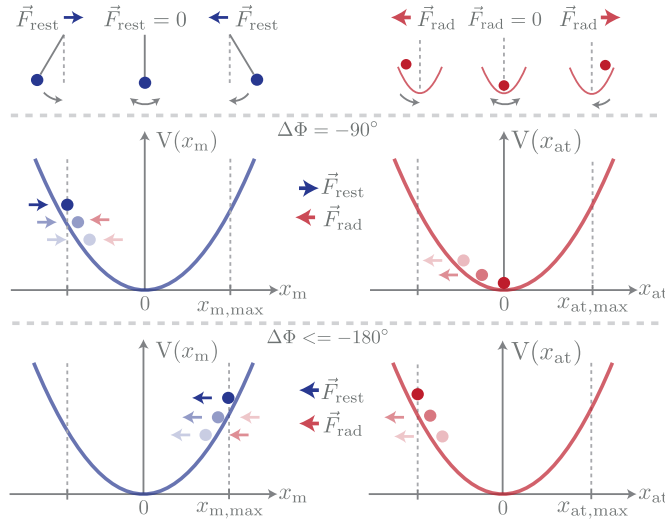 F⃗rest F⃗rest = 0 F⃗rest F⃗rad F⃗rad = 0 F⃗rad
ΔΦ = −90°
V(xm) V(xat)
F⃗rest
F⃗rad
0 xm,max xm 0 xat,max xat
ΔΦ <= −180°
V(xm) V(xat)
F⃗rest
F⃗rad
0 xm,max xm 0 xat,max xat